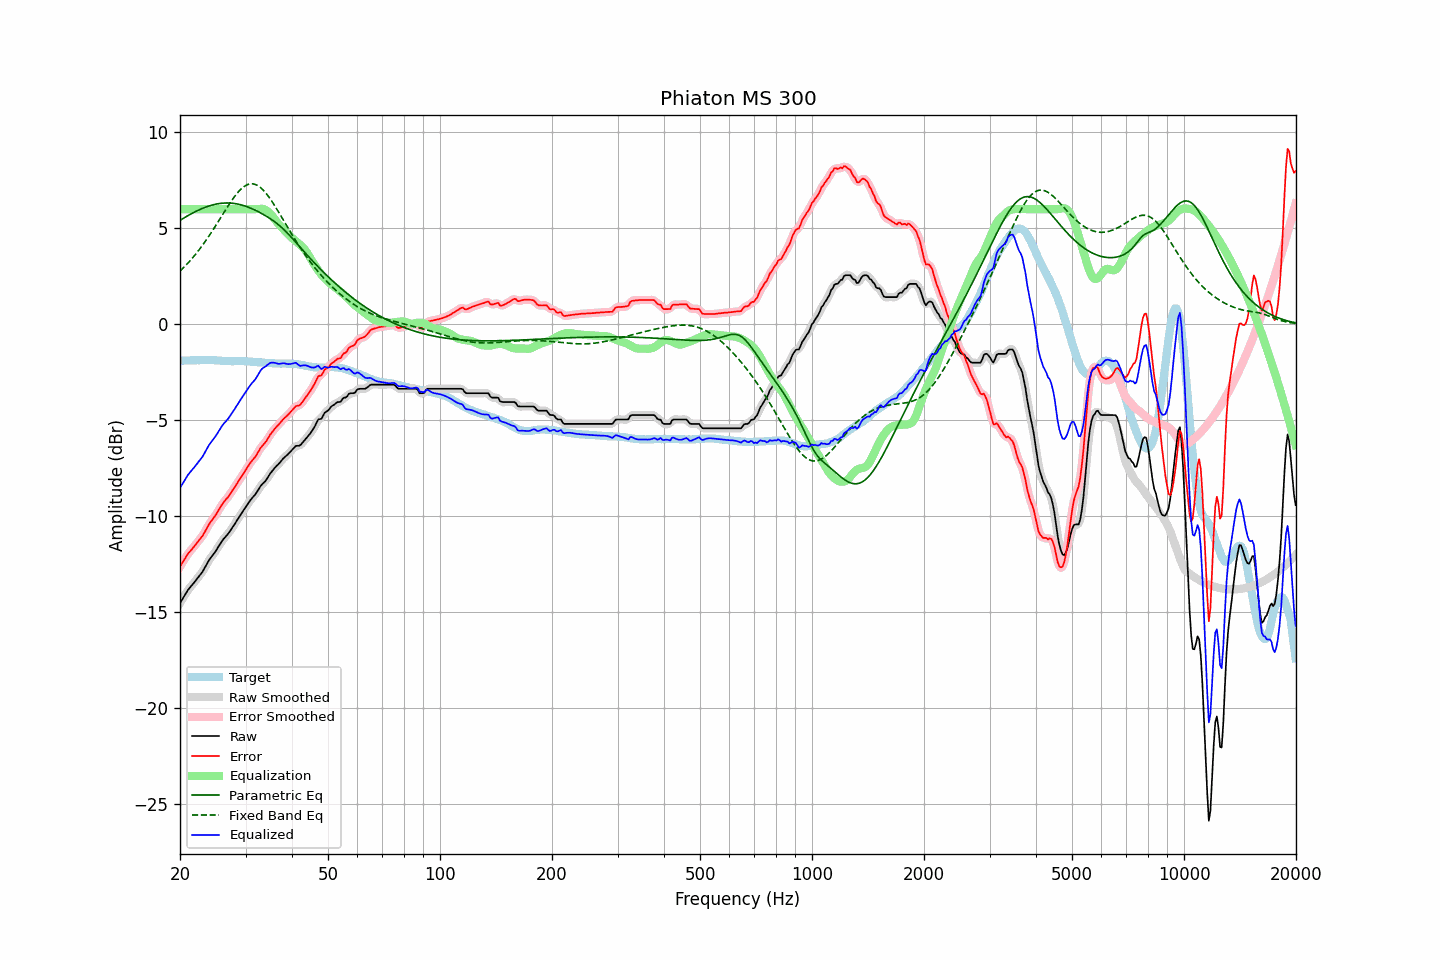 Phiaton MS 300
10
5
0
−5
−10
−15
−20
−25
Amplitude (dBr)
Target
Raw Smoothed
Error Smoothed
Raw
Error
Equalization
Parametric Eq
Fixed Band Eq
Equalized
20 50 100 200 500 1000 2000 5000 10000 20000
Frequency (Hz)